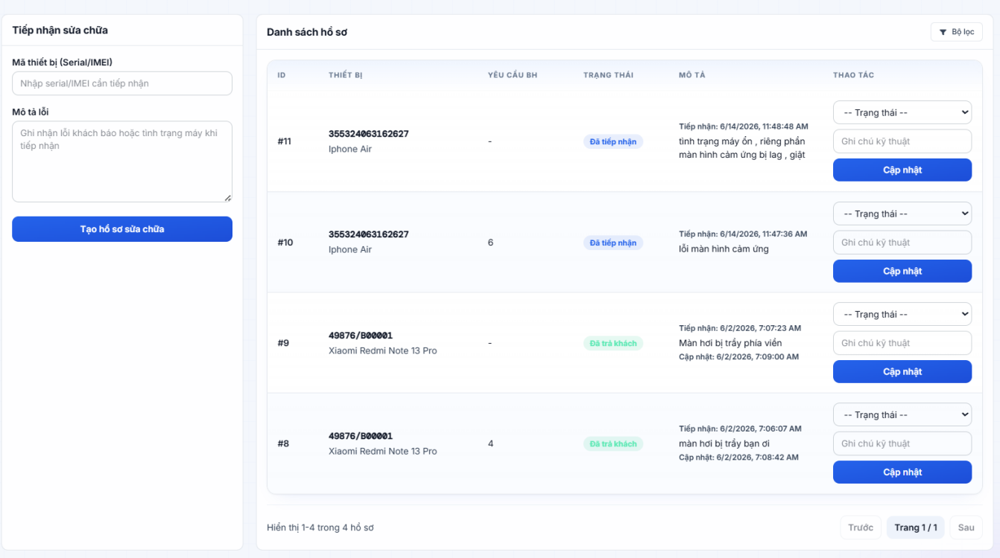 Tiếp nhận sửa chữa
Mã thiết bị (Serial/IMEI)
Nhập serial/IMEI cần tiếp nhận
Mô tả lỗi
Ghi nhận lỗi khách báo hoặc tình trạng máy khi
tiếp nhận
Tạo hồ sơ sửa chữa
Danh sách hồ sơ
Bộ lọc
ID THIẾT BỊ YÊU CẦU BH TRẠNG THÁI MÔ TẢ THAO TÁC
#11
355324063162627
Iphone Air
-
Đã tiếp nhận
Tiếp nhận: 6/14/2026, 11:48:48 AM
tình trạng máy ổn , riêng phần
màn hình cảm ứng bị lag , giật
-- Trạng thái --
Ghi chú kỹ thuật
Cập nhật
#10
355324063162627
Iphone Air
6
Đã tiếp nhận
Tiếp nhận: 6/14/2026, 11:47:36 AM
lỗi màn hình cảm ứng
-- Trạng thái --
Ghi chú kỹ thuật
Cập nhật
#9
49876/B00001
Xiaomi Redmi Note 13 Pro
-
Đã trả khách
Tiếp nhận: 6/2/2026, 7:07:23 AM
Màn hơi bị trầy phía viền
Cập nhật: 6/2/2026, 7:09:00 AM
-- Trạng thái --
Ghi chú kỹ thuật
Cập nhật
#8
49876/B00001
Xiaomi Redmi Note 13 Pro
4
Đã trả khách
Tiếp nhận: 6/2/2026, 7:06:07 AM
màn hơi bị trầy bạn ơi
Cập nhật: 6/2/2026, 7:08:42 AM
-- Trạng thái --
Ghi chú kỹ thuật
Cập nhật
Hiển thị 1-4 trong 4 hồ sơ
Trước Trang 1 / 1 Sau